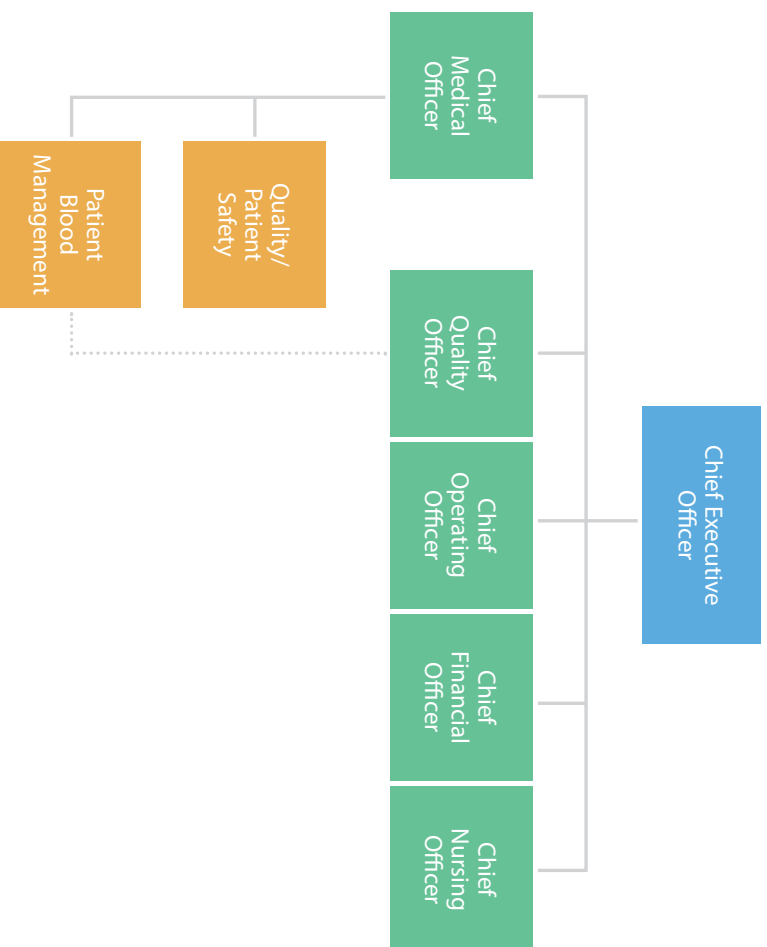 Chief Executive
Officer
Chief
Medical
Officer
Chief
Quality
Officer
Chief
Operating
Officer
Chief
Financial
Officer
Chief
Nursing
Officer
Quality/
Patient
Safety
Patient
Blood
Management